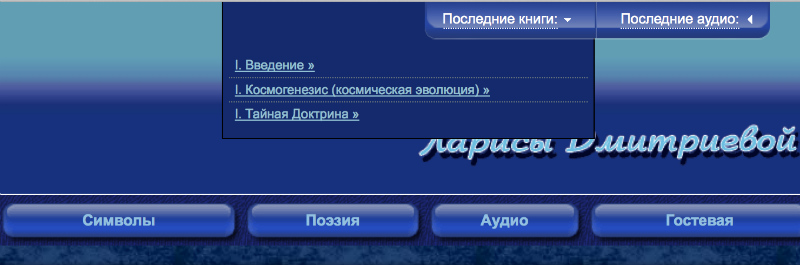 Последние книги:
Последние аудио:
I. Введение »
I. Космогенезис (космическая эволюция) »
I. Тайная Доктрина »
Ларисы Дмитриевой
Символы
Поэзия
Аудио
Гостевая